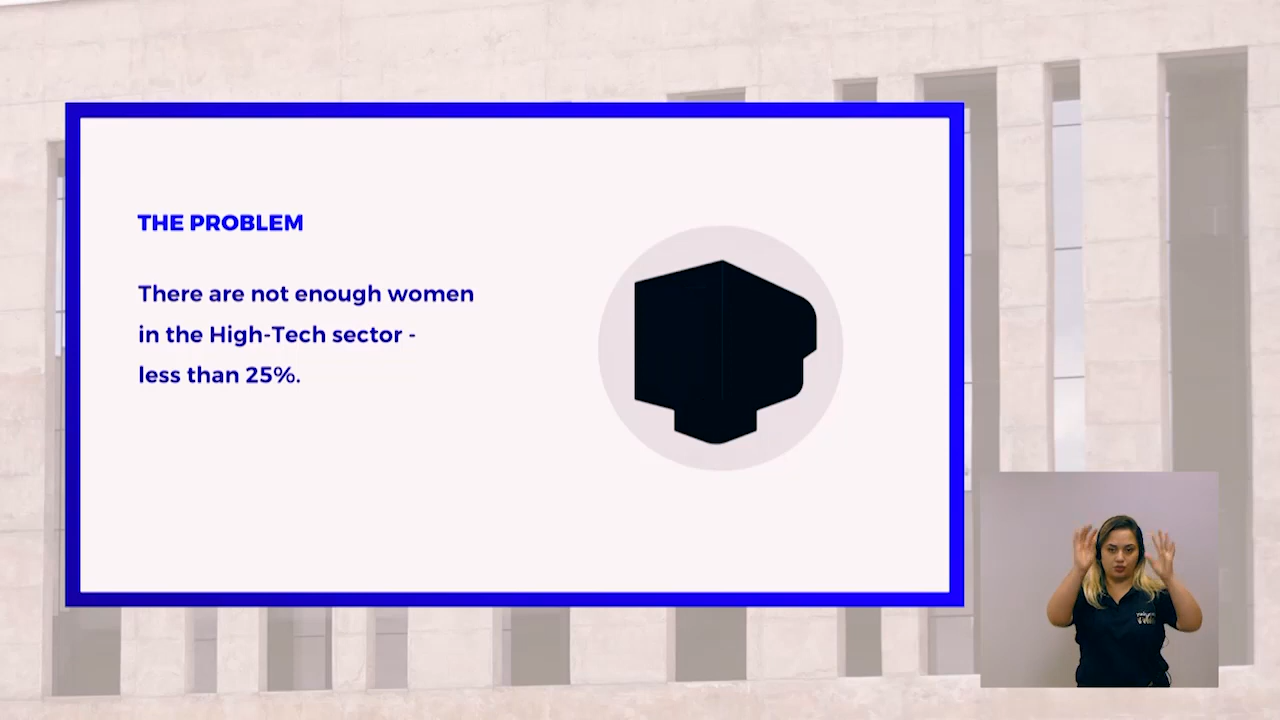 THE PROBLEM
There are not enough women
in the High-Tech sector -
less than 25%.